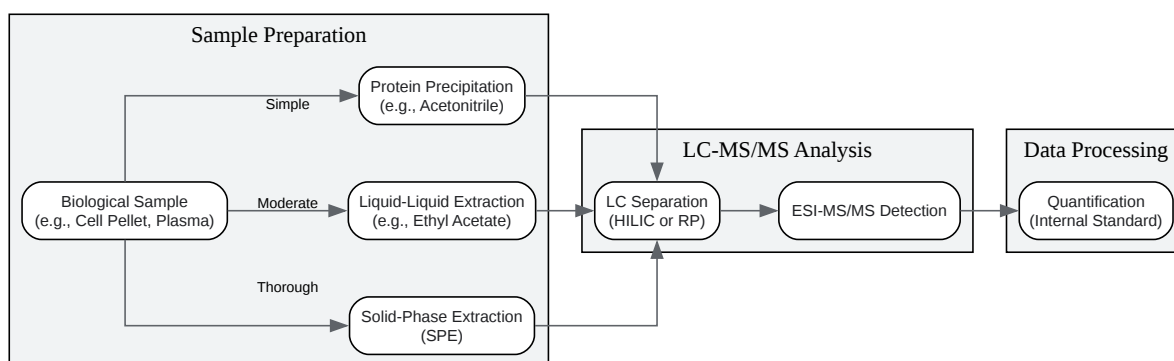 Sample Preparation
Protein Precipitation
(e.g., Acetonitrile)
Simple
LC-MS/MS Analysis
Data Processing
Biological Sample
(e.g., Cell Pellet, Plasma)
Moderate
Liquid-Liquid Extraction
(e.g., Ethyl Acetate)
LC Separation
(HILIC or RP)
ESI-MS/MS Detection
Quantification
(Internal Standard)
Thorough
Solid-Phase Extraction
(SPE)